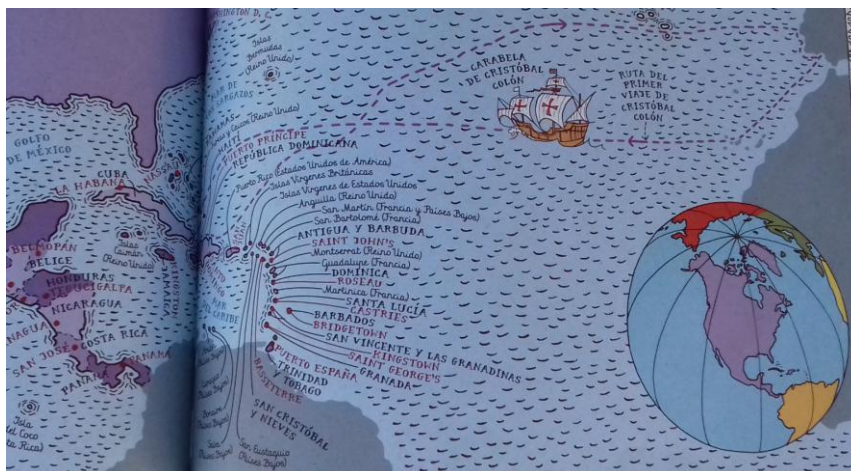 Islas
Bermudas
(Reino Unido)
CARABELA
DE CRISTÓBAL
COLÓN
RUTA DEL
PRIMER
VIAJE DE
CRISTÓBAL
COLÓN
GOLFO
DE MÉXICO
CUBA
LA HABANA
NASSAU
HAITÍ
PUERTO PRÍNCIPE
REPÚBLICA DOMINICANA
Puerto Rico (Estados Unidos de América)
Islas Vírgenes Británicas
Islas Vírgenes de Estados Unidos
Anguilla (Reino Unido)
San Martín (Francia y Países Bajos)
San Bartolomé (Francia)
ANTIGUA Y BARBUDA
SAINT JOHN'S
Montserrat (Reino Unido)
Guadalupe (Francia)
DOMINICA
ROSEAU
Martinica (Francia)
SANTA LUCÍA
CASTRIES
BARBADOS
BRIDGETOWN
SAN VINCENTE Y LAS GRANADINAS
KINGSTOWN
SAINT GEORGE'S
GRANADA
PUERTO ESPAÑA
TRINIDAD
Y TOBAGO
BASSETERRE
SAN CRISTÓBAL
Y NIEVES
San Eustaquio
(Países Bajos)
Islas
Caimán
(Reino Unido)
KINGSTON
JAMAICA
BELMOPÁN
BELICE
HONDURAS
TEGUCIGALPA
NICARAGUA
SAN JOSÉ
COSTA RICA
PANAMÁ
PANAMÁ
Isla
del Coco